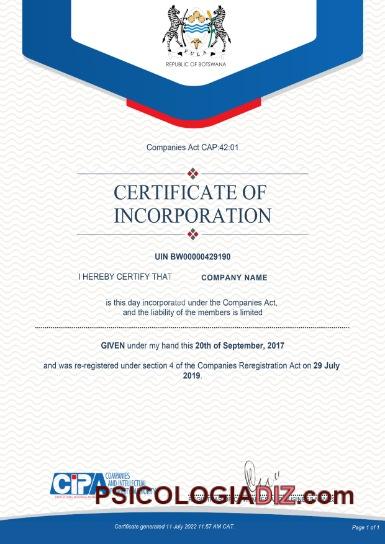 PULA
REPUBLIC OF BOTSWANA
Companies Act CAP:42:01
CERTIFICATE OF
INCORPORATION
UIN BW00000429190
I HEREBY CERTIFY THAT COMPANY NAME
is this day incorporated under the Companies Act,
and the liability of the members is limited
GIVEN under my hand this 20th of September, 2017
and was re-registered under section 4 of the Companies Reregistration Act on 29 July
2019.
CIPA COMPANIES
AND INTELLECTUAL
PSICOLOGIADIZ.com
Certificate generated 11 July 2022 11:57 AM CAT.
Page 1 of 1